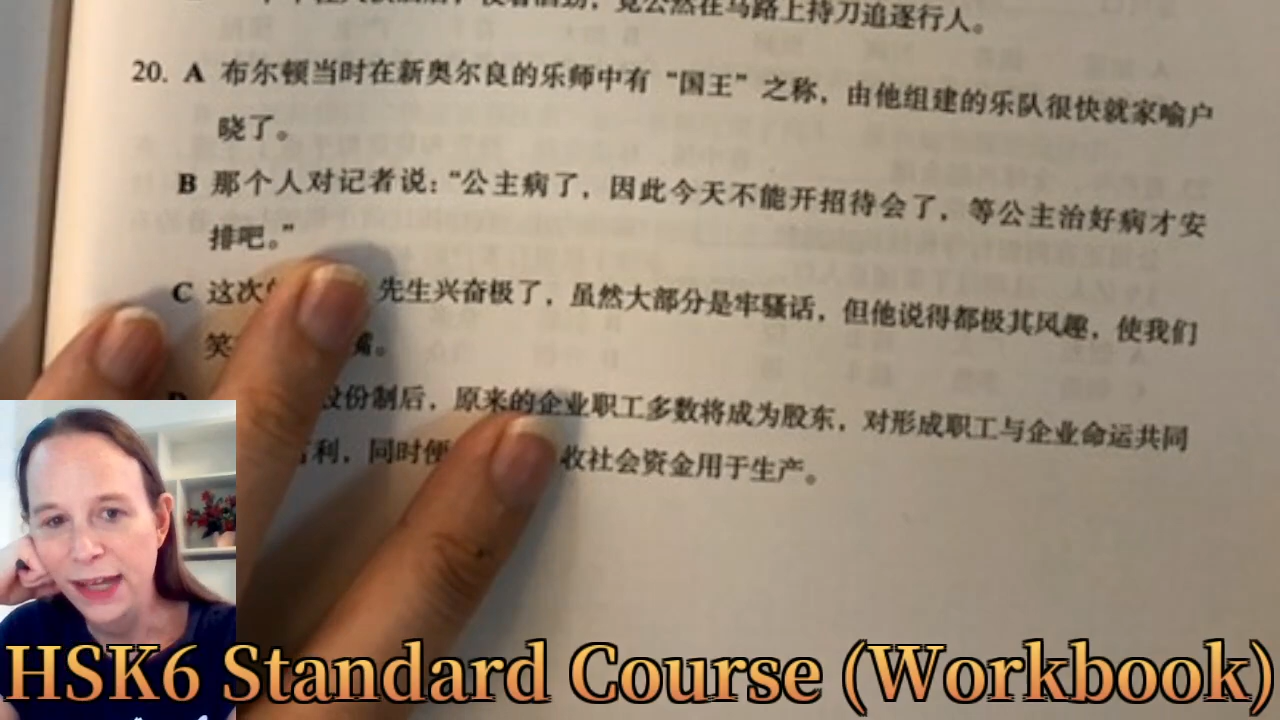 在马路上持刀追逐行人。
20. A 布尔顿当时在新奥尔良的乐师中有“国王”之称，由他组建的乐队很快就家喻户
晓了。
B 那个人对记者说：“公主病了，因此今天不能开招待会了，等公主治好病才安
排吧。”
C 这次 先生兴奋极了，虽然大部分是牢骚话，但他说得都极其风趣，使我们
笑 嘴。
股份制后，原来的企业职工多数将成为股东，对形成职工与企业命运共同
利，同时便 收社会资金用于生产。
HSK6 Standard Course (Workbook)